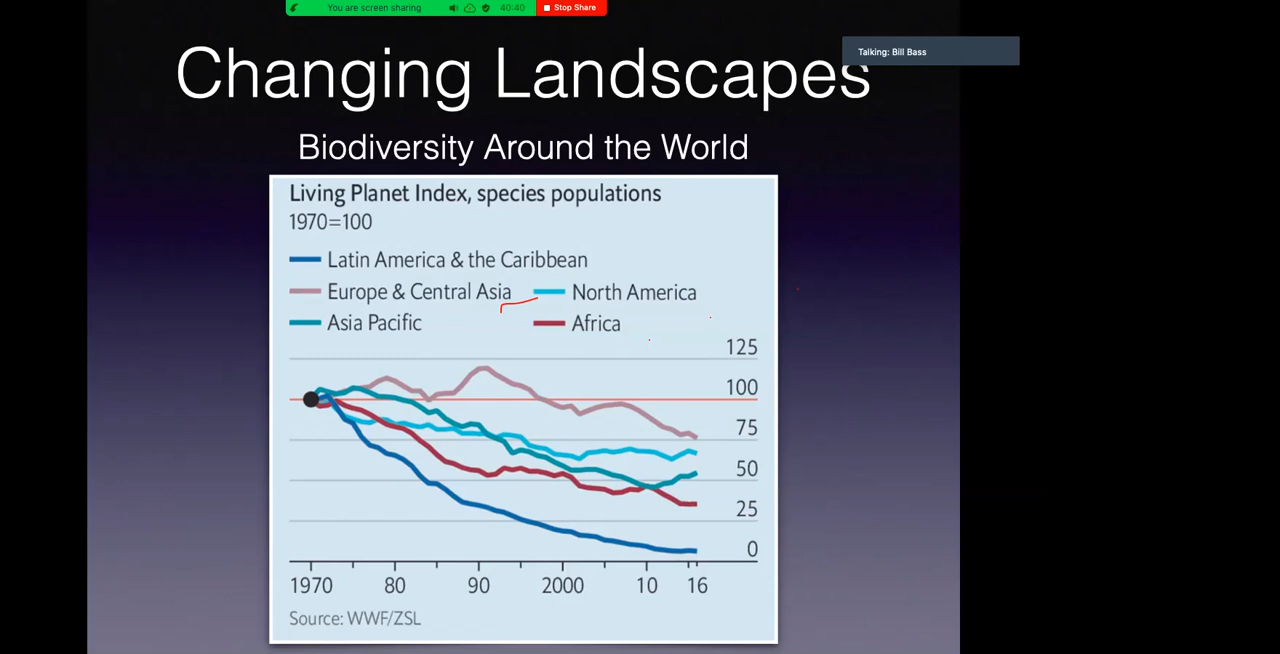 You are screen sharing 40:40 Stop Share
Talking: Bill Bass
Changing Landscapes
Biodiversity Around the World
Living Planet Index, species populations
1970=100
Latin America & the Caribbean
Europe & Central Asia North America
Asia Pacific Africa
125
100
75
50
25
0
1970 80 90 2000 10 16
Source: WWF/ZSL